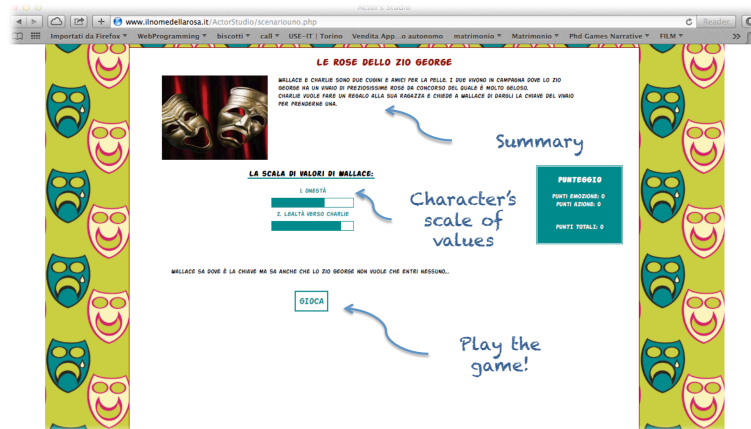 Actor's Studio
www.ilnomedellarosa.it/ActorStudio/scenariouno.php
Reader
Importati da Firefox WebProgramming biscotti call USE-IT | Torino Vendita App...o autonomo matrimonio Matrimonio Phd Games Narrative FILM
LE ROSE DELLO ZIO GEORGE
WALLACE E CHARLIE SONO DUE CUGINI E AMICI PER LA PELLE. I DUE VIVONO IN CAMPAGNA DOVE LO ZIO
GEORGE HA UN VIVAIO DI PREZIOSISSIME ROSE DA CONCORSO DEL QUALE È MOLTO GELOSO.
CHARLIE VUOLE FARE UN REGALO ALLA SUA RAGAZZA E CHIEDE A WALLACE DI DARGLI LA CHIAVE DEL VIVAIO
PER PRENDERNE UNA.
Summary
LA SCALA DI VALORI DI WALLACE:
1. ONESTÀ
2. LEALTÀ VERSO CHARLIE
Character's
scale of
values
PUNTEGGIO
PUNTI EMOZIONE: 0
PUNTI AZIONE: 0
PUNTI TOTALI: 0
WALLACE SA DOVE È LA CHIAVE MA SA ANCHE CHE LO ZIO GEORGE NON VUOLE CHE ENTRI NESSUNO...
GIOCA
Play the
game!